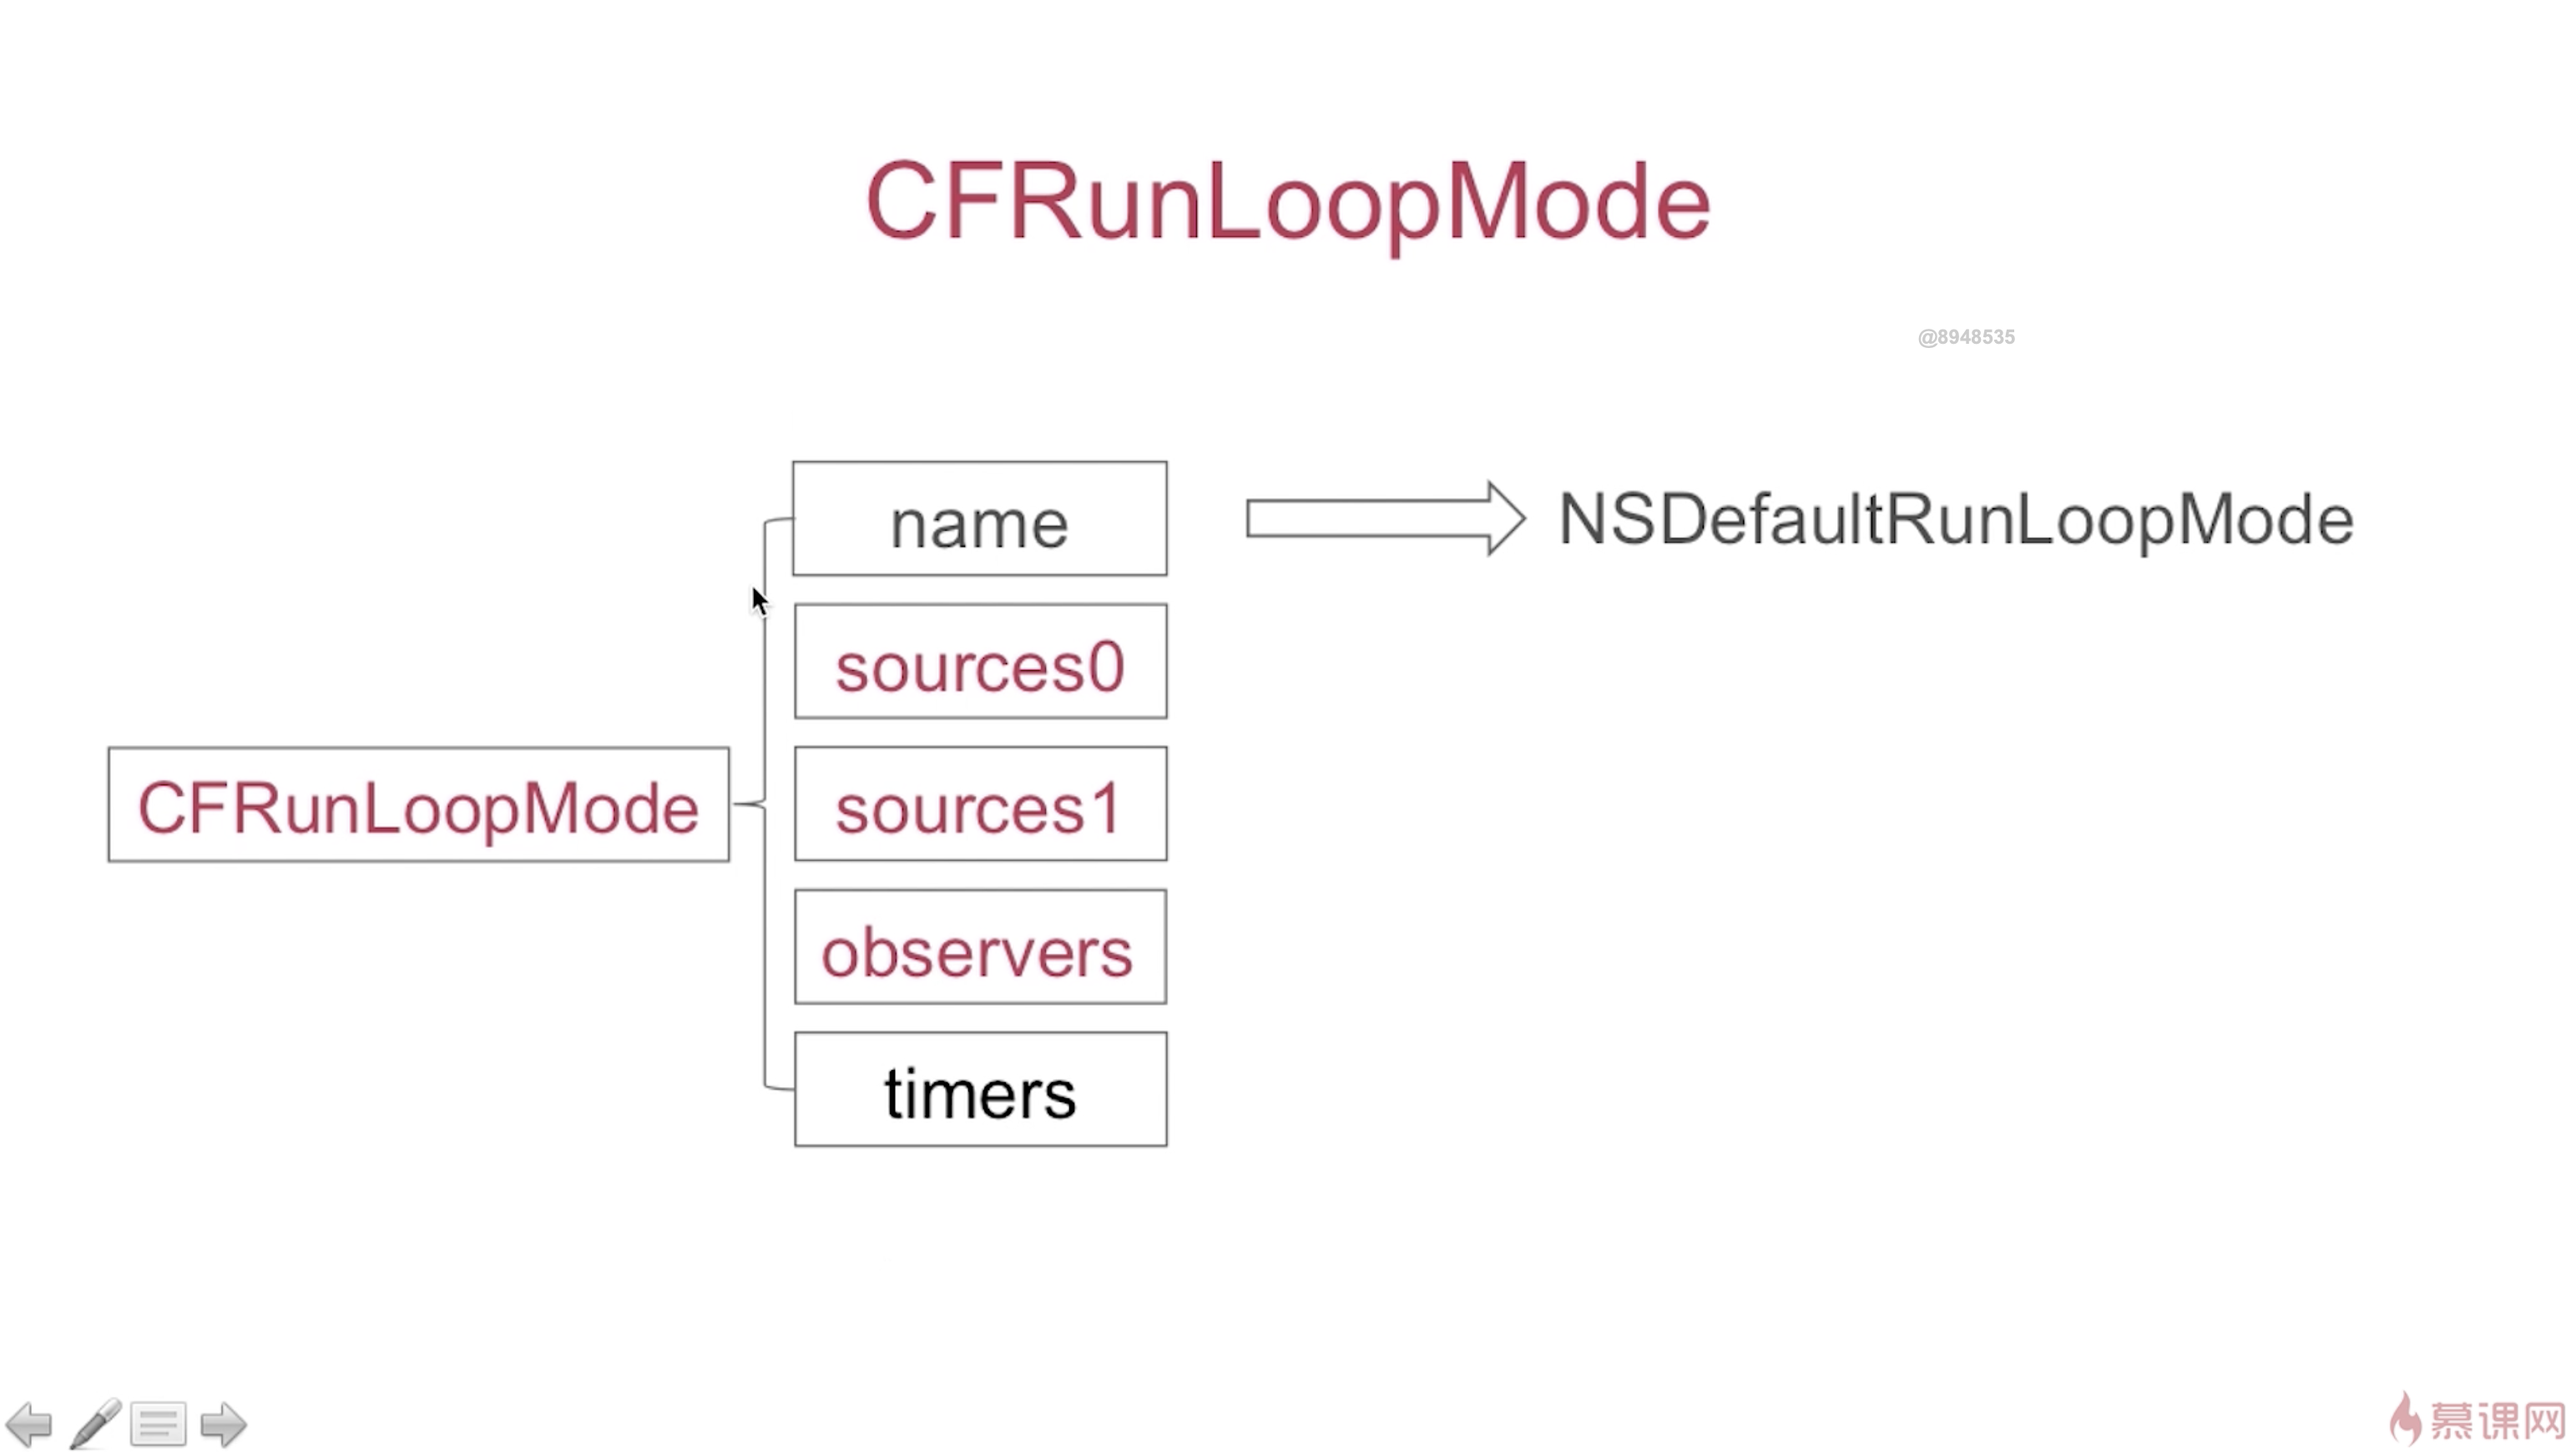 CFRunLoopMode
@8948535
name
NSDefaultRunLoopMode
sources0
CFRunLoopMode
sources1
observers
timers
慕课网